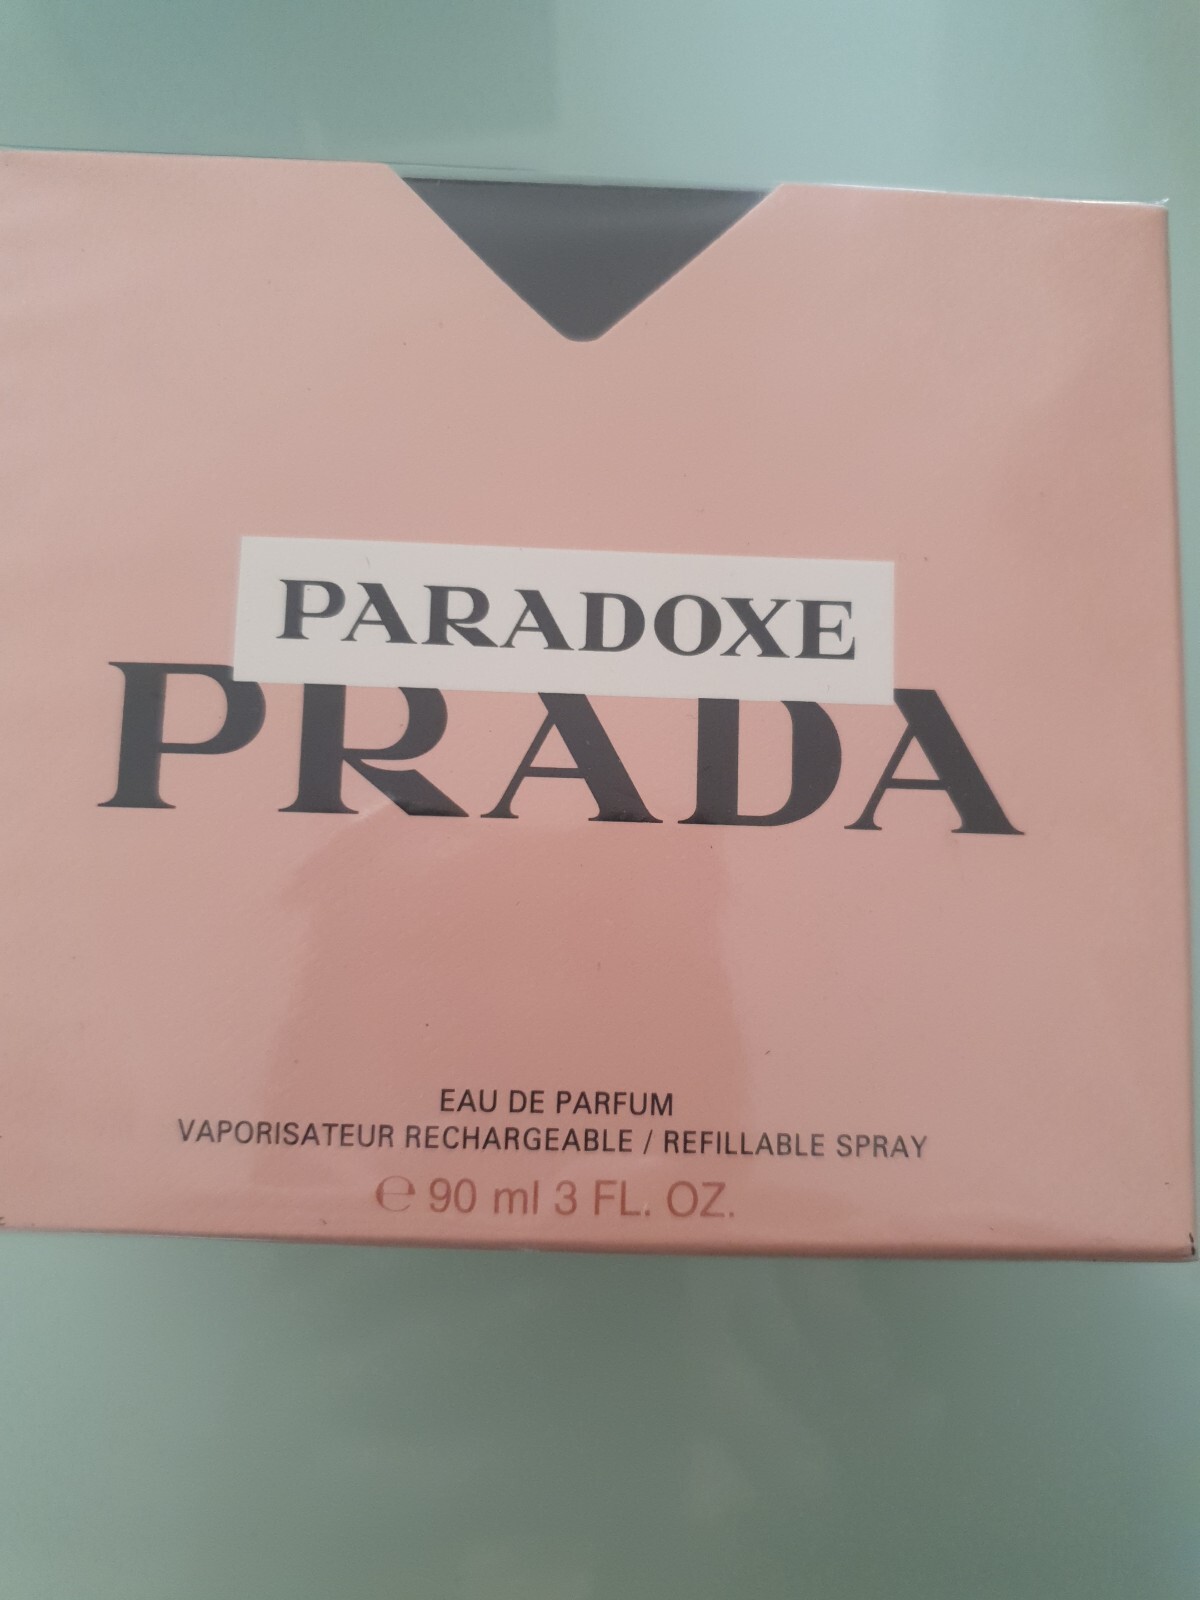 PARADOXE
PRADA
EAU DE PARFUM
VAPORISATEUR RECHARGEABLE / REFILLABLE SPRAY
℮ 90 ml 3 FL. OZ.